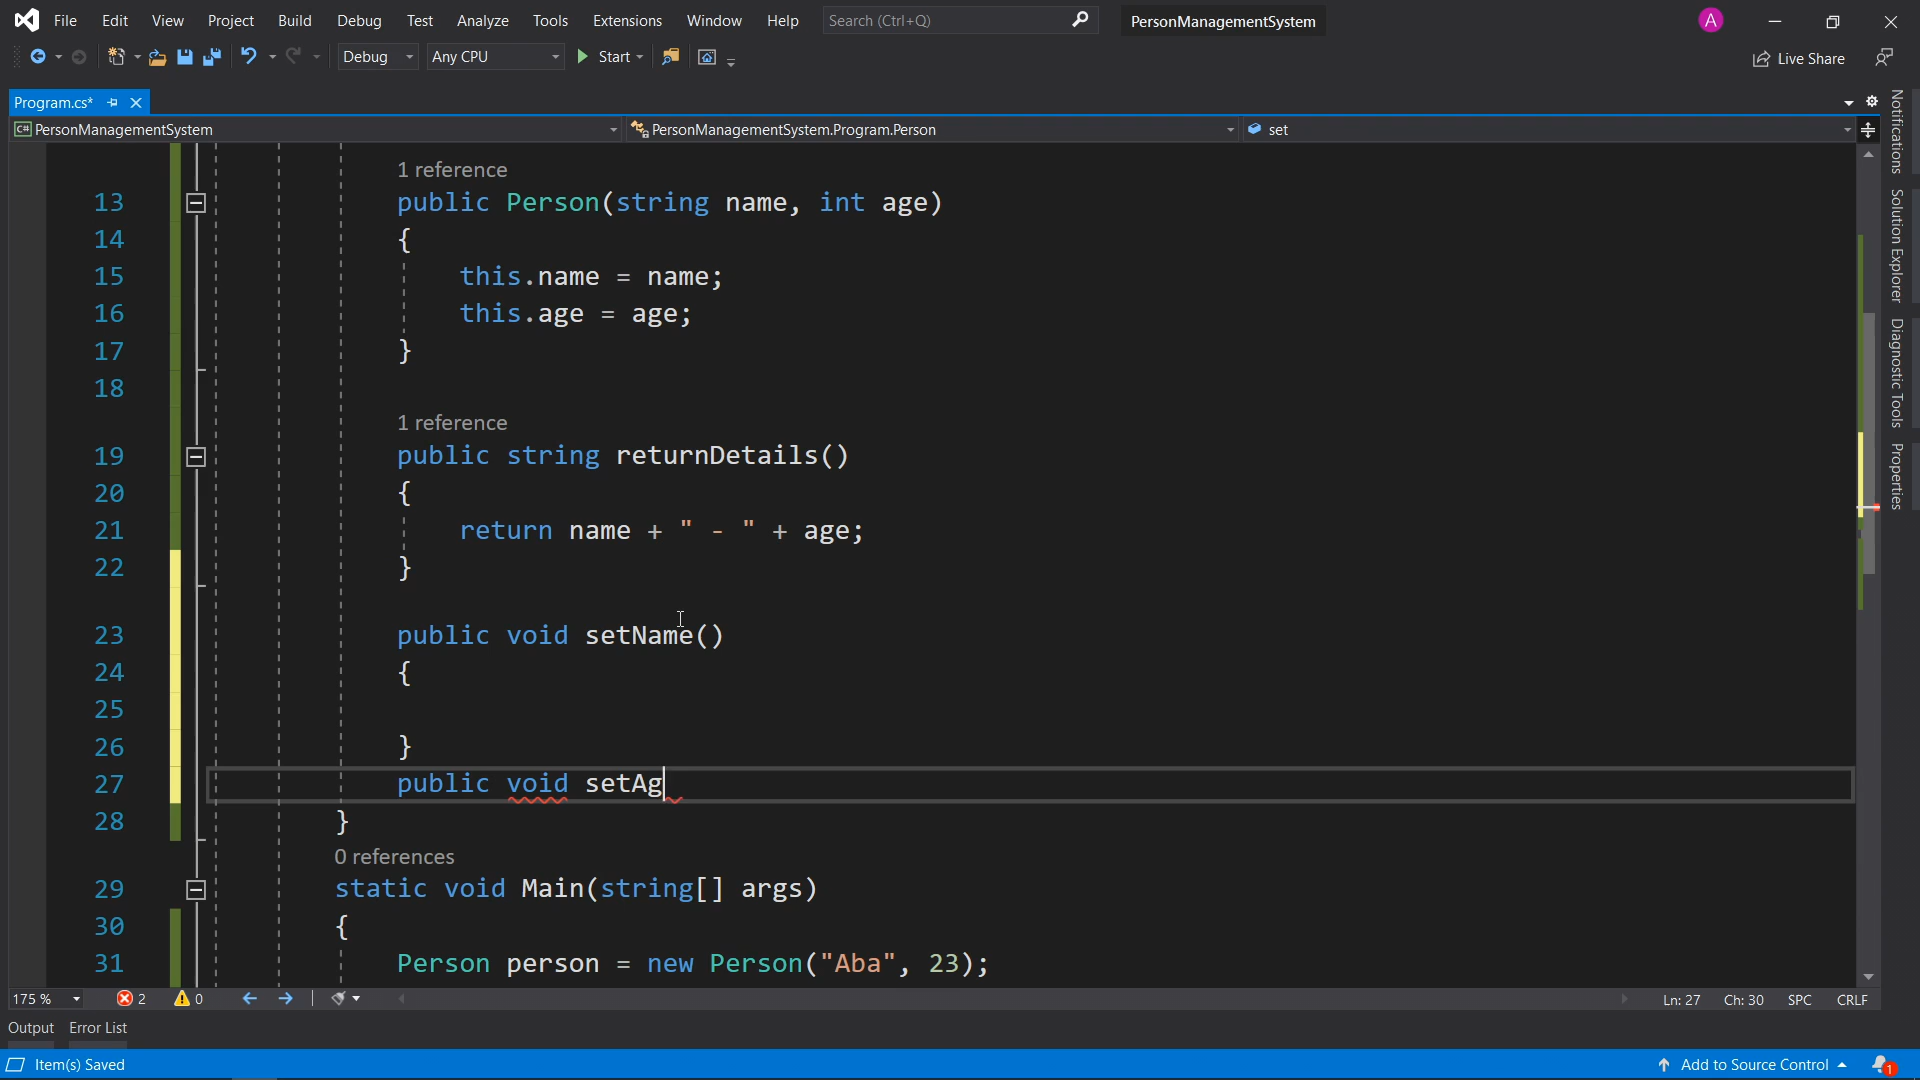 File Edit View Project Build Debug Test Analyze Tools Extensions Window Help Search (Ctrl+Q) PersonManagementSystem A
Debug Any CPU Start Live Share
Program.cs*
C# PersonManagementSystem PersonManagementSystem.Program.Person set
1 reference
13 public Person(string name, int age)
14 {
15 this.name = name;
16 this.age = age;
17 }
18
1 reference
19 public string returnDetails()
20 {
21 return name + " - " + age;
22 }
23 public void setName()
24 {
25
26 }
27 public void setAg
28 }
0 references
29 static void Main(string[] args)
30 {
31 Person person = new Person("Aba", 23);
Notifications
Solution Explorer
Diagnostic Tools
Properties
175 % 2 0 Ln: 27 Ch: 30 SPC CRLF
Output Error List
Item(s) Saved Add to Source Control 1